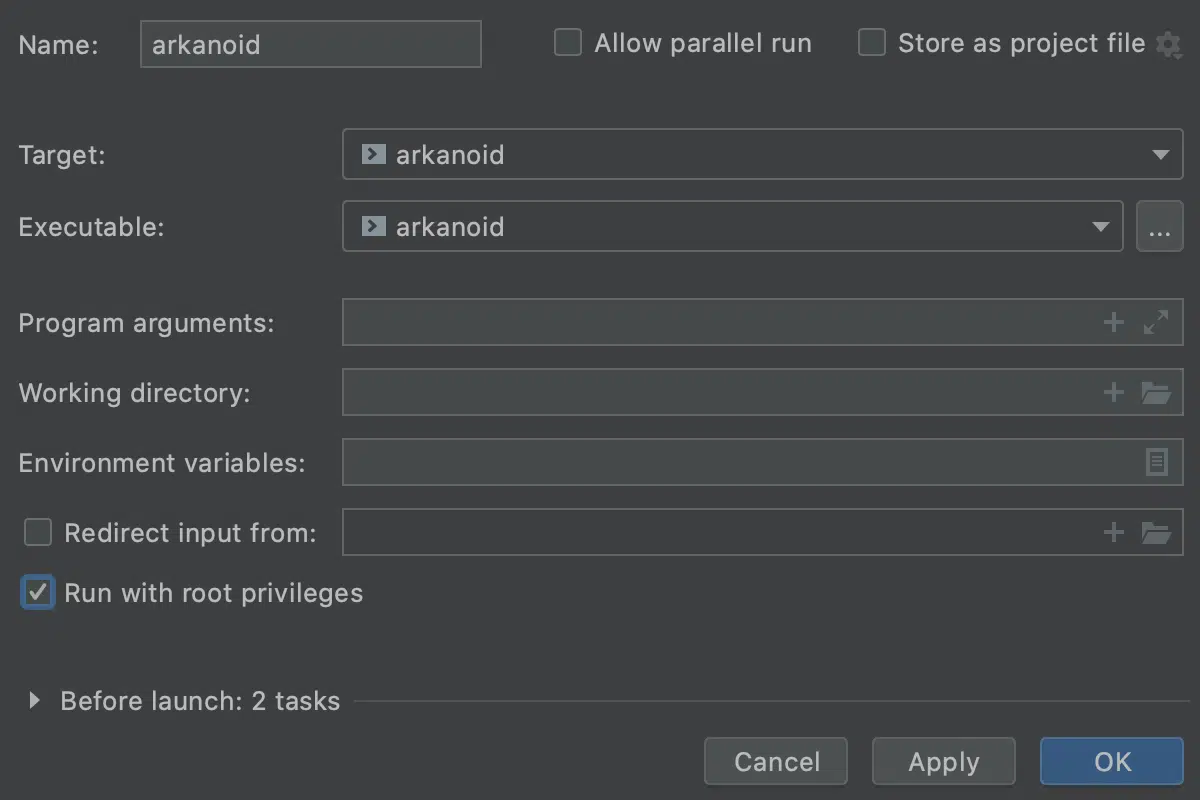 Name: arkanoid Allow parallel run Store as project file
Target: arkanoid
Executable: arkanoid ...
Program arguments:
Working directory:
Environment variables:
Redirect input from:
Run with root privileges
Before launch: 2 tasks
Cancel Apply OK